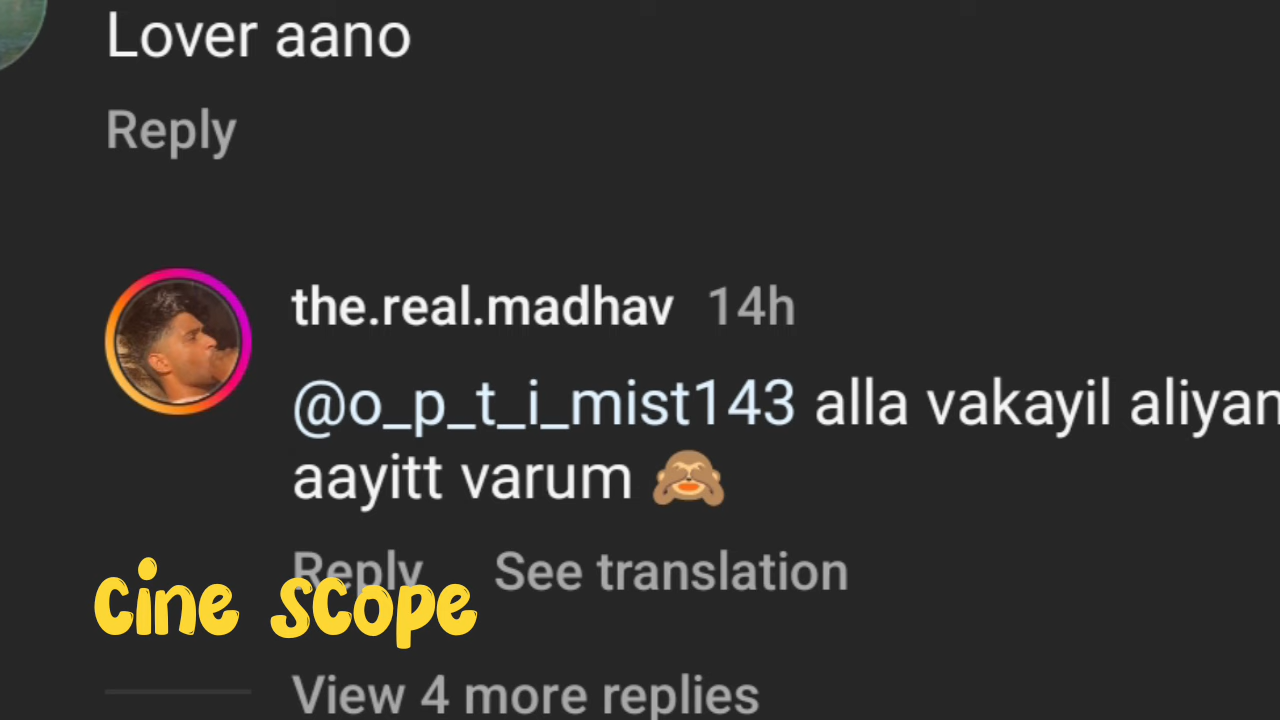 Lover aano
Reply
the.real.madhav 14h
@o_p_t_i_mist143 alla vakayil aliyan
aayitt varum 🙈
Reply See translation
cine scope
View 4 more replies